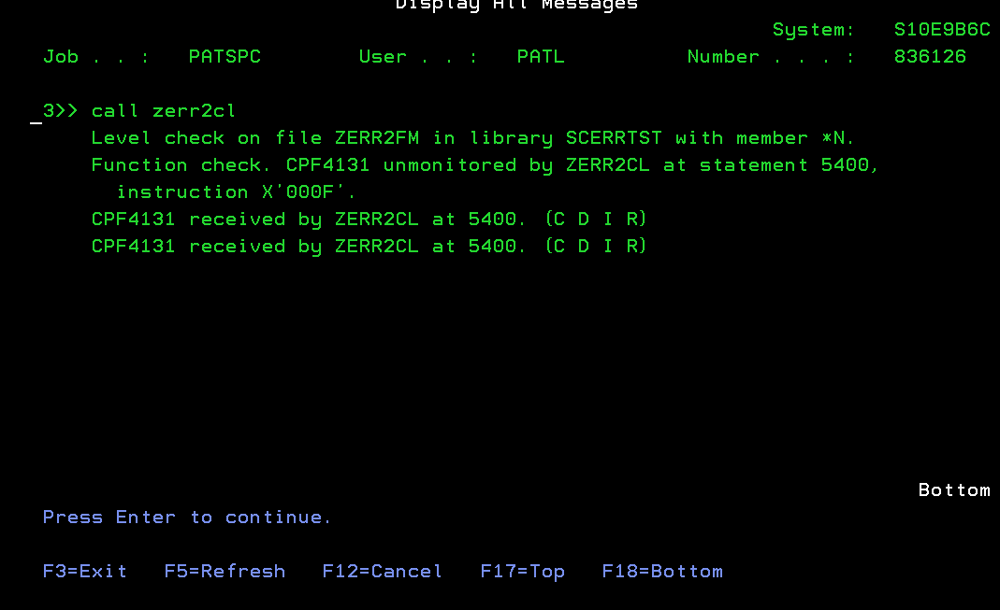 Display All Messages
System: S10E9B6C
Job . . : PATSPC User . . : PATL Number . . . : 836126
_3>> call zerr2cl
Level check on file ZERR2FM in library SCERRTST with member *N.
Function check. CPF4131 unmonitored by ZERR2CL at statement 5400,
instruction X'000F'.
CPF4131 received by ZERR2CL at 5400. (C D I R)
CPF4131 received by ZERR2CL at 5400. (C D I R)
Bottom
Press Enter to continue.
F3=Exit F5=Refresh F12=Cancel F17=Top F18=Bottom